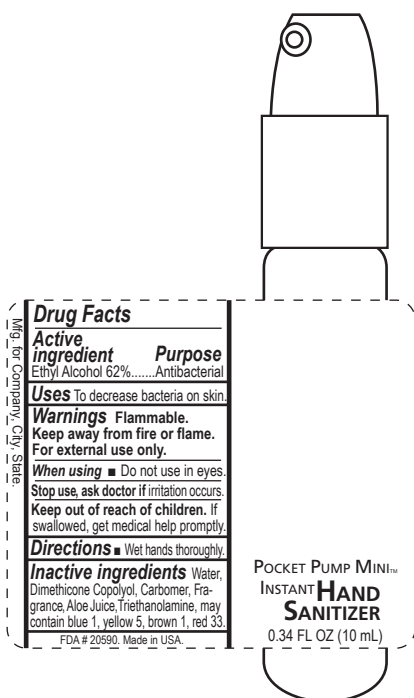 Drug Facts
Active
ingredient Purpose
Ethyl Alcohol 62%.......Antibacterial
Uses To decrease bacteria on skin.
Warnings Flammable.
Keep away from fire or flame.
For external use only.
When using ■ Do not use in eyes.
Stop use, ask doctor if irritation occurs.
Keep out of reach of children. If
swallowed, get medical help promptly.
Directions ■ Wet hands thoroughly.
Inactive ingredients Water,
Dimethicone Copolyol, Carbomer, Fra-
grance, Aloe Juice, Triethanolamine, may
contain blue 1, yellow 5, brown 1, red 33.
FDA # 20590. Made in USA.
Mfg. for Company, City, State.
POCKET PUMP MINI™
INSTANT HAND
SANITIZER
0.34 FL OZ (10 mL)